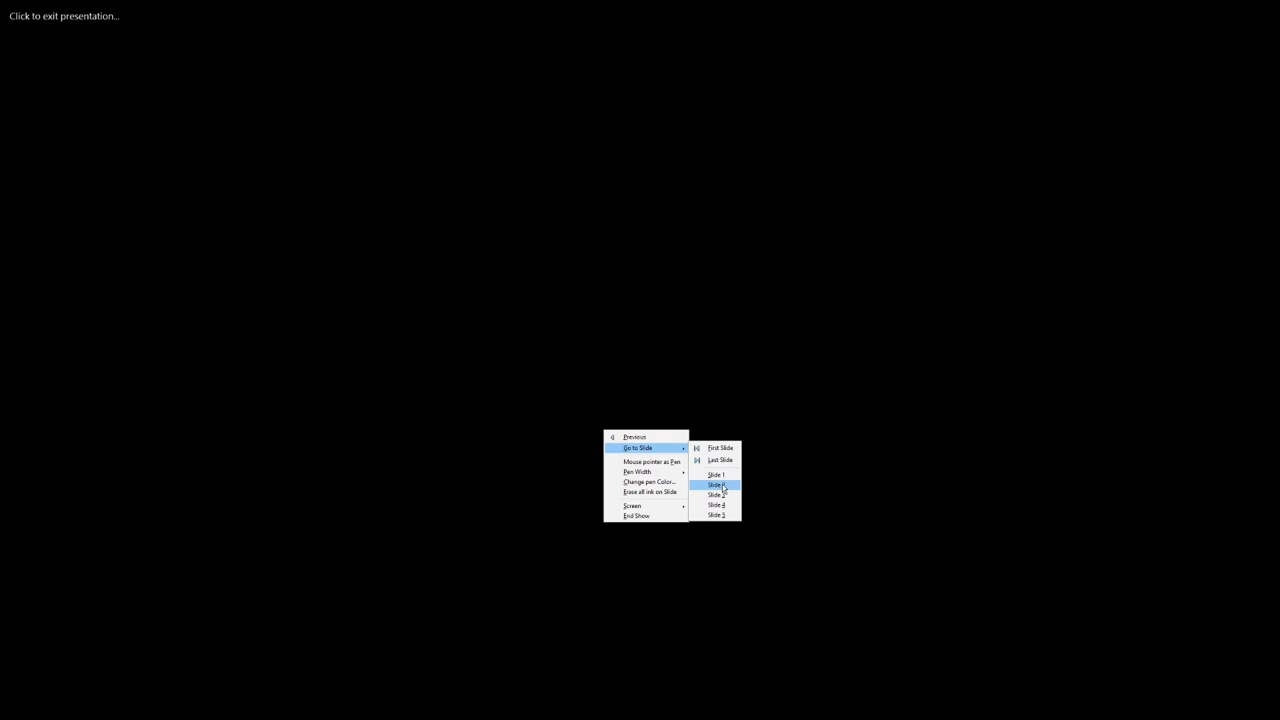 Click to exit presentation...
Previous
Go to Slide
Mouse pointer as Pen
Pen Width
Change pen Color...
Erase all ink on Slide
Screen
End Show
First Slide
Last Slide
Slide 1
Slide
Slide 3
Slide 4
Slide 5